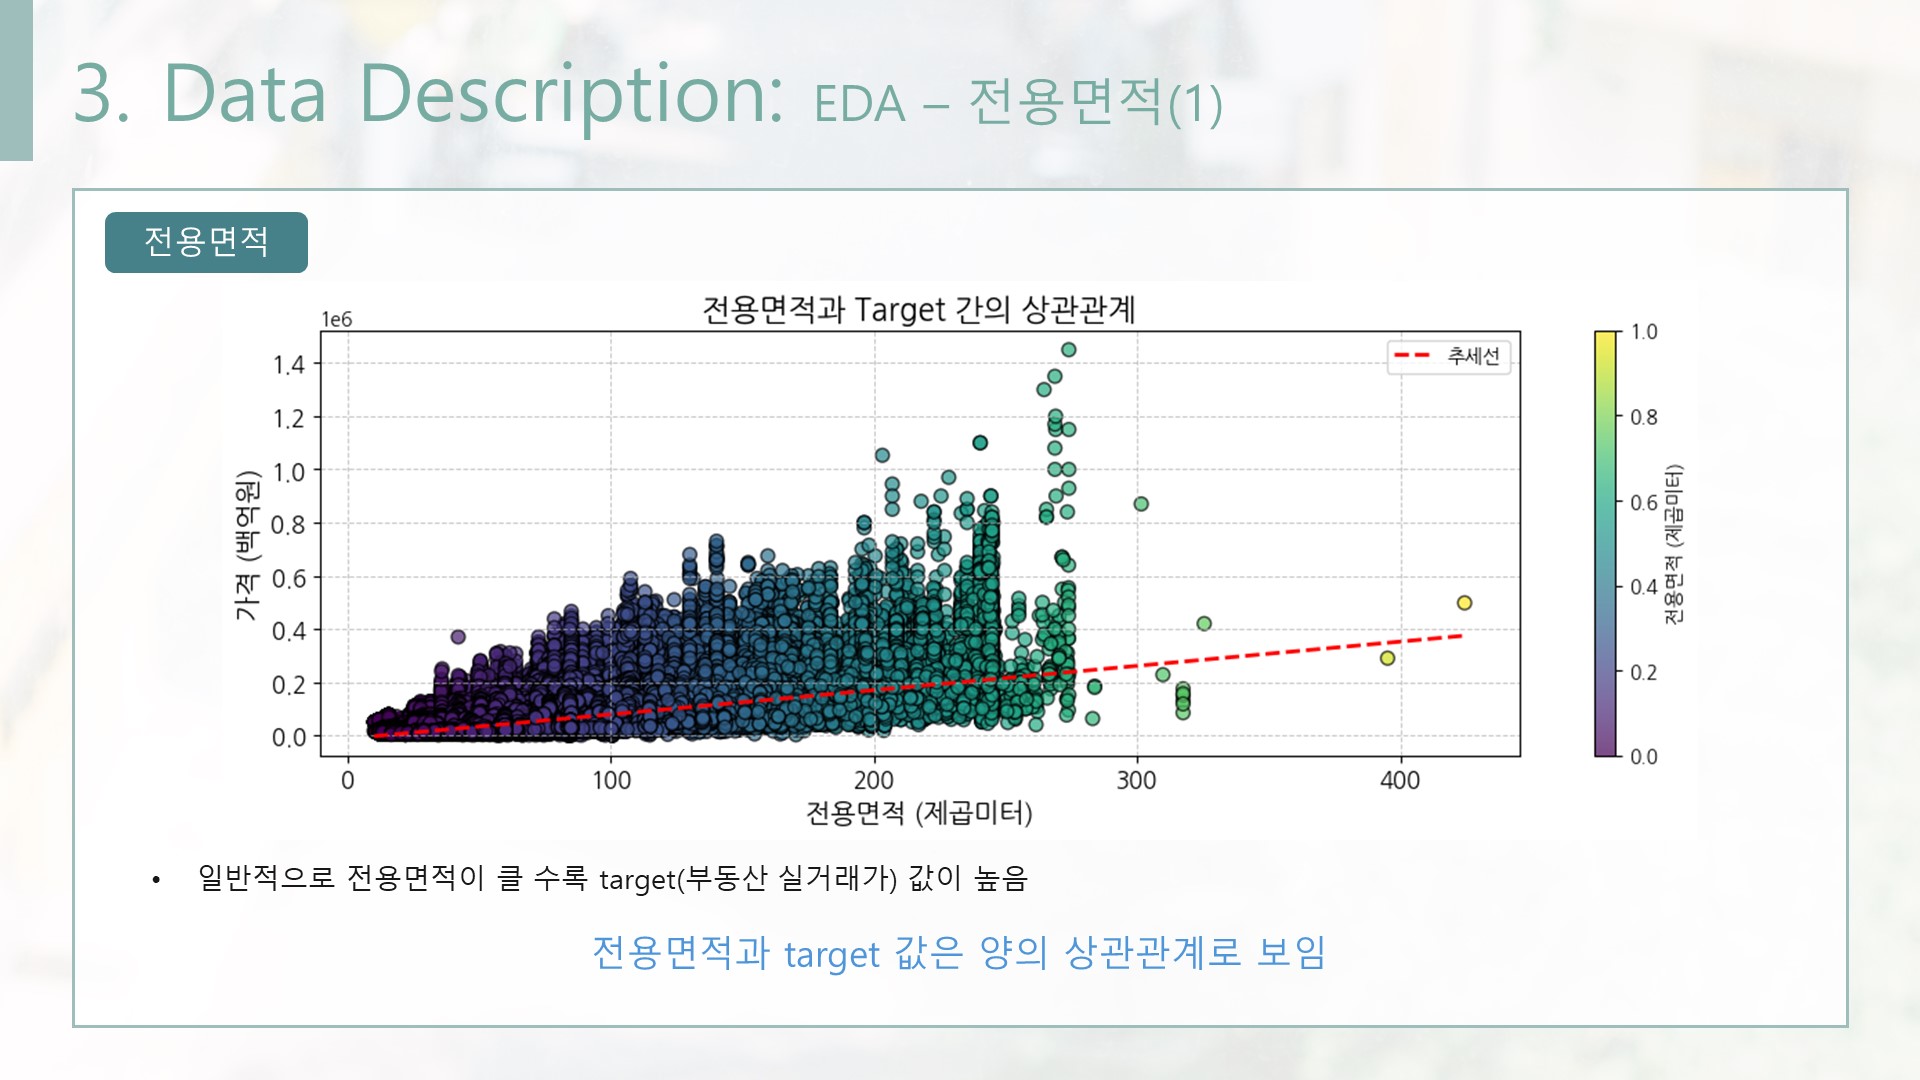 3. Data Description: EDA – 전용면적(1)
전용면적
전용면적과 Target 간의 상관관계
1e6
추세선
1.4
1.2
1.0
0.8
0.6
0.4
0.2
0.0
가격 (백억원)
0 100 200 300 400
전용면적 (제곱미터)
1.0
0.8
0.6
0.4
0.2
0.0
전용면적 (제곱미터)
• 일반적으로 전용면적이 클 수록 target(부동산 실거래가) 값이 높음
전용면적과 target 값은 양의 상관관계로 보임